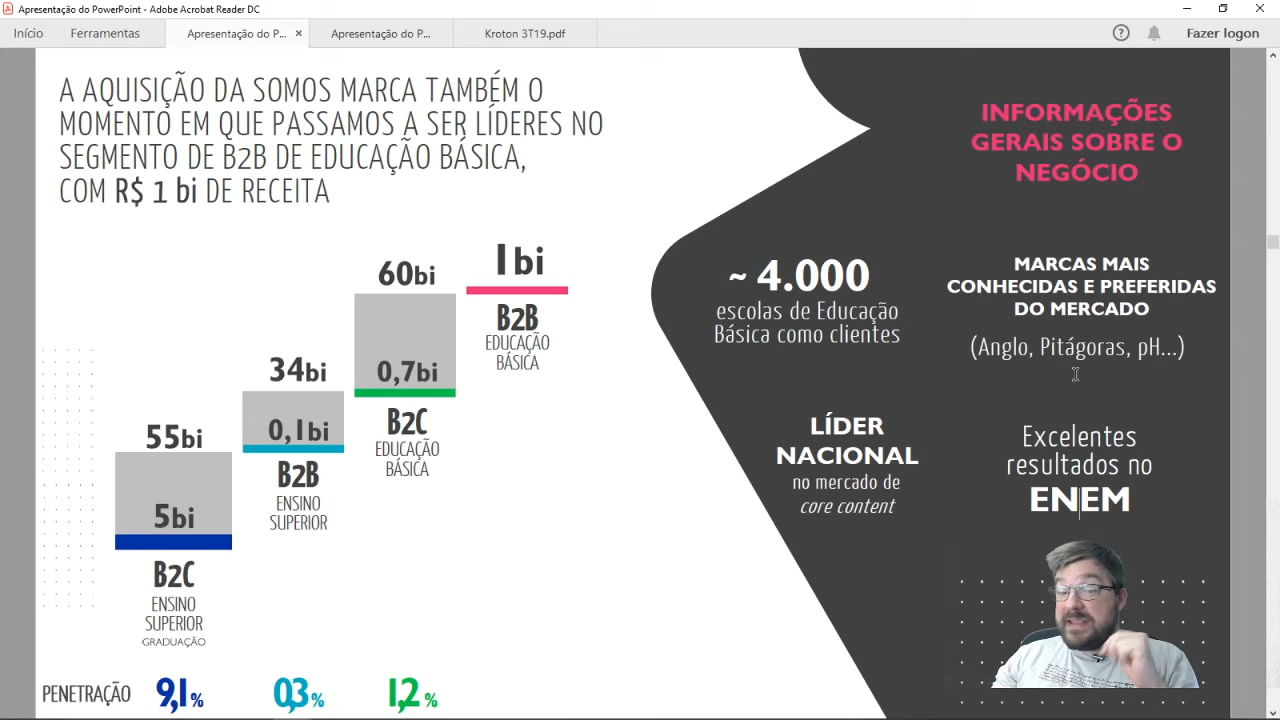 Apresentação do PowerPoint - Adobe Acrobat Reader DC
Início
Ferramentas
Apresentação do P...
Apresentação do P...
Kroton 3T19.pdf
Fazer logon
A AQUISIÇÃO DA SOMOS MARCA TAMBÉM O
MOMENTO EM QUE PASSAMOS A SER LÍDERES NO
SEGMENTO DE B2B DE EDUCAÇÃO BÁSICA,
COM R$ 1 bi DE RECEITA
55bi
5bi
B2C
ENSINO
SUPERIOR
GRADUAÇÃO
34bi
0,1bi
B2B
ENSINO
SUPERIOR
60bi
0,7bi
B2C
EDUCAÇÃO
BÁSICA
1bi
B2B
EDUCAÇÃO
BÁSICA
PENETRAÇÃO
9,1%
0,3%
1,2%
INFORMAÇÕES
GERAIS SOBRE O
NEGÓCIO
~ 4.000
escolas de Educação
Básica como clientes
MARCAS MAIS
CONHECIDAS E PREFERIDAS
DO MERCADO
(Anglo, Pitágoras, pH...)
LÍDER
NACIONAL
no mercado de
core content
Excelentes
resultados no
ENEM